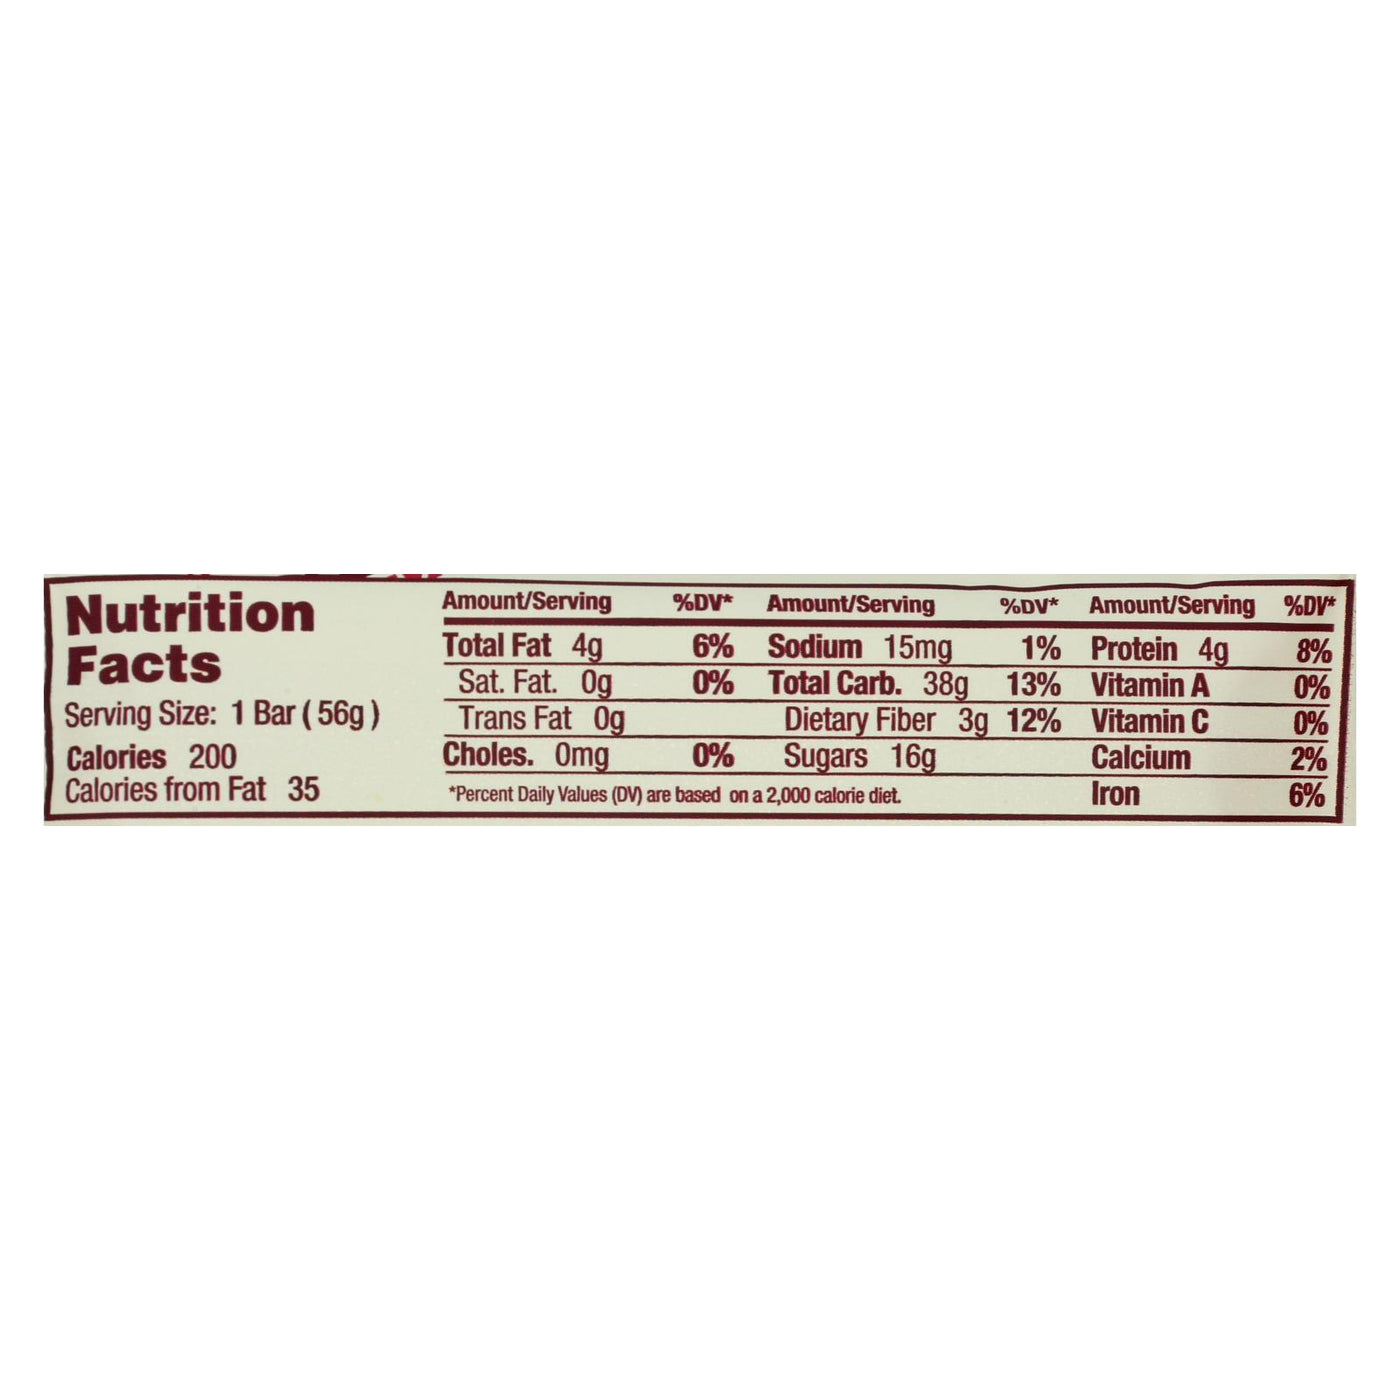 Nutrition
Facts
Serving Size: 1 Bar ( 56g )
Calories 200
Calories from Fat 35
Amount/Serving %DV*
Total Fat 4g 6%
Sat. Fat. 0g 0%
Trans Fat 0g
Choles. 0mg 0%
Amount/Serving %DV*
Sodium 15mg 1%
Total Carb. 38g 13%
Dietary Fiber 3g 12%
Sugars 16g
*Percent Daily Values (DV) are based on a 2,000 calorie diet.
Amount/Serving %DV*
Protein 4g 8%
Vitamin A 0%
Vitamin C 0%
Calcium 2%
Iron 6%